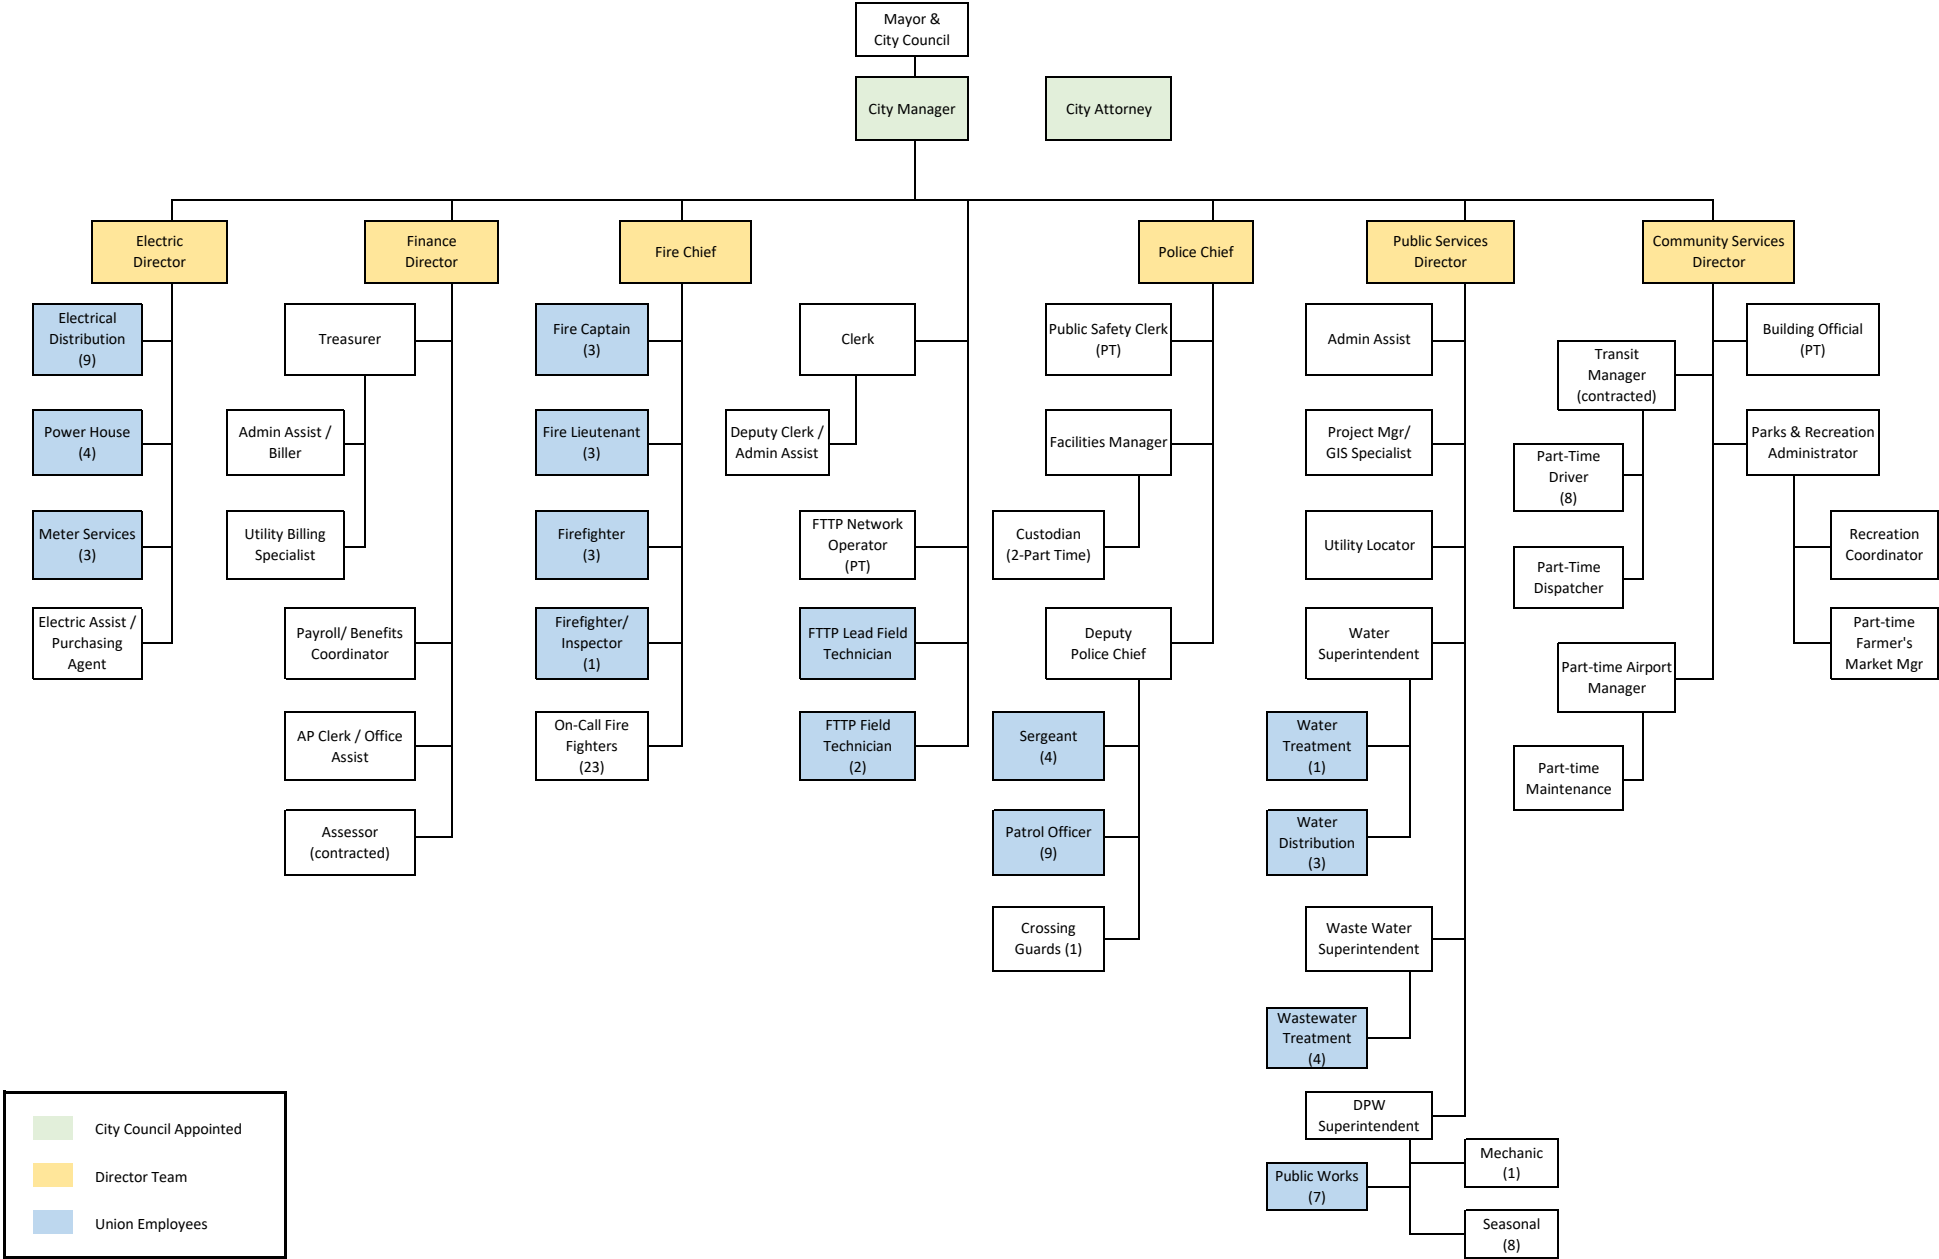 Mayor &
City Council
City Manager
City Attorney
Electric
Director
Finance
Director
Fire Chief
Police Chief
Public Services
Director
Community Services
Director
Electrical
Distribution
(9)
Power House
(4)
Meter Services
(3)
Electric Assist /
Purchasing
Agent
Treasurer
Admin Assist /
Biller
Utility Billing
Specialist
Payroll/ Benefits
Coordinator
AP Clerk / Office
Assist
Assessor
(contracted)
Fire Captain
(3)
Fire Lieutenant
(3)
Firefighter
(3)
Firefighter/
Inspector
(1)
On-Call Fire
Fighters
(23)
Clerk
Deputy Clerk /
Admin Assist
FTTP Network
Operator
(PT)
FTTP Lead Field
Technician
FTTP Field
Technician
(2)
Public Safety Clerk
(PT)
Facilities Manager
Custodian
(2-Part Time)
Deputy
Police Chief
Sergeant
(4)
Patrol Officer
(9)
Crossing
Guards (1)
Admin Assist
Project Mgr/
GIS Specialist
Utility Locator
Water
Superintendent
Water
Treatment
(1)
Water
Distribution
(3)
Waste Water
Superintendent
Wastewater
Treatment
(4)
DPW
Superintendent
Mechanic
(1)
Public Works
(7)
Seasonal
(8)
Building Official
(PT)
Transit
Manager
(contracted)
Parks & Recreation
Administrator
Part-Time
Driver
(8)
Part-Time
Dispatcher
Recreation
Coordinator
Part-time
Farmer's
Market Mgr
Part-time Airport
Manager
Part-time
Maintenance
City Council Appointed
Director Team
Union Employees